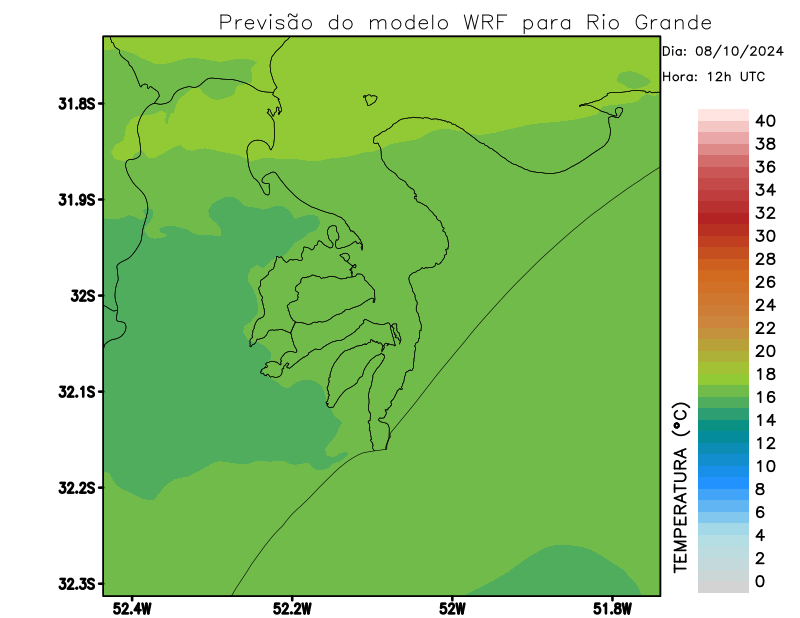 Previsão do modelo WRF para Rio Grande
Dia: 08/10/2024
Hora: 12h UTC
31.8S
31.9S
32S
32.1S
32.2S
32.3S
52.4W
52.2W
52W
51.8W
TEMPERATURA (°C)
40
38
36
34
32
30
28
26
24
22
20
18
16
14
12
10
8
6
4
2
0